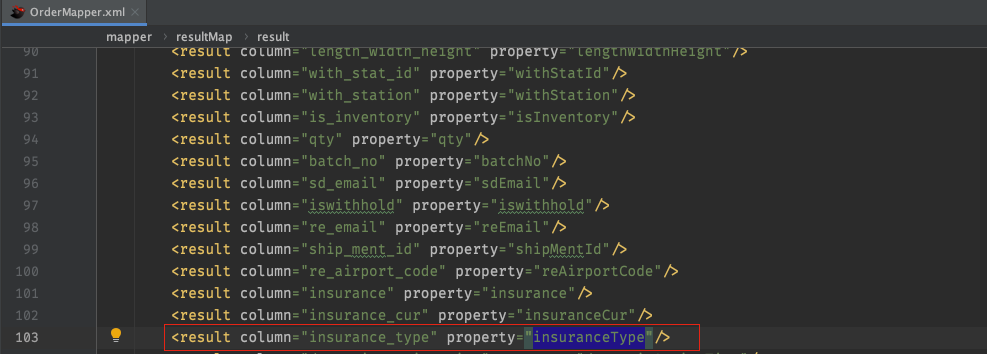 OrderMapper.xml
mapper > resultMap > result
90 <result column="length_width_height" property="lengthWidthHeight"/>
91 <result column="with_stat_id" property="withStatId"/>
92 <result column="with_station" property="withStation"/>
93 <result column="is_inventory" property="isInventory"/>
94 <result column="qty" property="qty"/>
95 <result column="batch_no" property="batchNo"/>
96 <result column="sd_email" property="sdEmail"/>
97 <result column="iswithhold" property="iswithhold"/>
98 <result column="re_email" property="reEmail"/>
99 <result column="ship_ment_id" property="shipMentId"/>
100 <result column="re_airport_code" property="reAirportCode"/>
101 <result column="insurance" property="insurance"/>
102 <result column="insurance_cur" property="insuranceCur"/>
103 <result column="insurance_type" property="insuranceType"/>